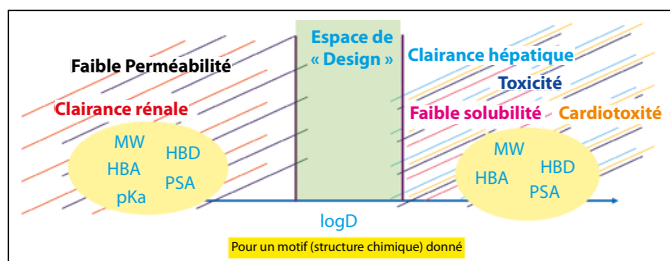 Espace de
« Design »
Faible Perméabilité
Clairance rénale
MW
HBD
HBA
PSA
pKa
Clairance hépatique
Toxicité
Faible solubilité
Cardiotoxité
MW
HBD
HBA
PSA
logD
Pour un motif (structure chimique) donné